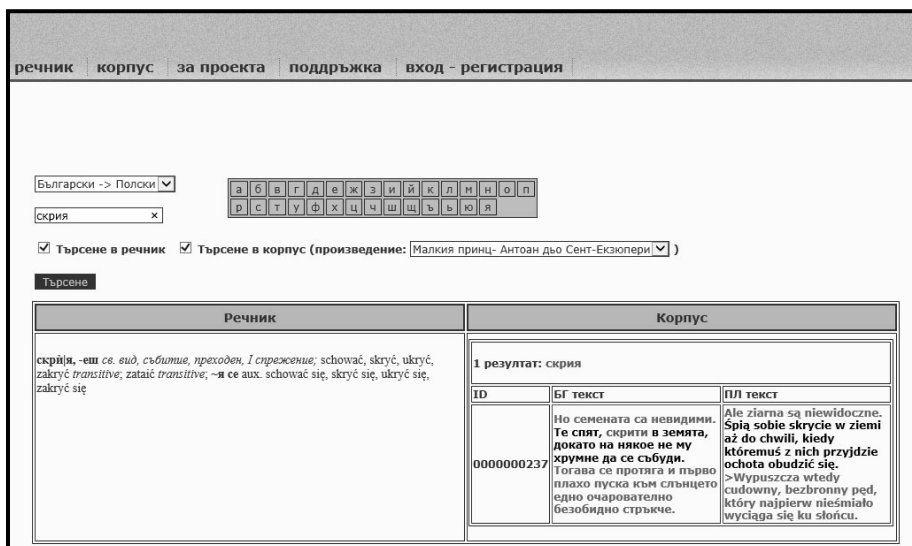 речник корпус за проекта поддръжка вход - регистрация
Български -> Полски
а б в г д е ж з и й к л м н о п
скрия ×
р с т у ф х ц ч ш щ ъ ь ю я
Търсене в речник Търсене в корпус (произведение: Малкия принц- Антоан дьо Сент-Екзюпери )
Търсене
Речник
скрѝ|я, -еш св. вид, събитие, преходен, I спрежение; schować, skryć, ukryć,
zakryć transitive; zataić transitive; ~я се aux. schować się, skryć się, ukryć się,
zakryć się
Корпус
1 резултат: скрия
ID БГ текст ПЛ текст
0000000237
Но семената са невидими.
Те спят, скрити в земята,
докато на някое не му
хрумне да се събуди.
Тогава се протяга и първо
плахо пуска към слънцето
едно очарователно
безобидно стръкче.
Ale ziarna są niewidoczne.
Śpią sobie skrycie w ziemi
aż do chwili, kiedy
któremuś z nich przyjdzie
ochota obudzić się.
>Wypuszcza wtedy
cudowny, bezbronny pęd,
który najpierw nieśmiało
wyciąga się ku słońcu.